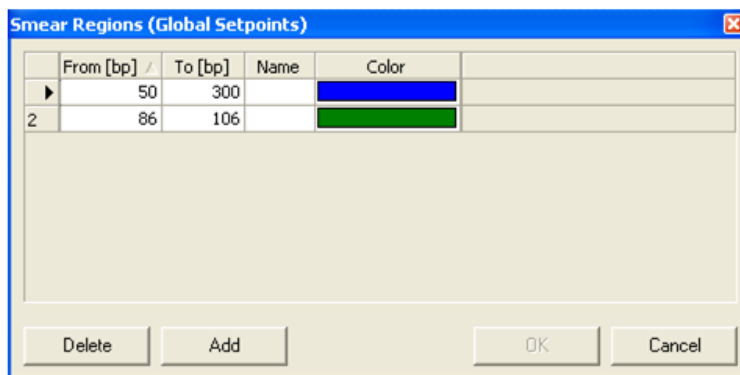 Smear Regions (Global Setpoints)
From [bp] To [bp] Name Color
50 300
2 86 106
Delete Add OK Cancel